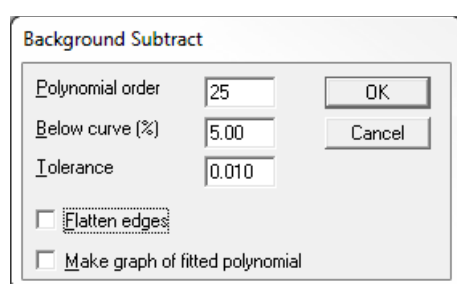 Background Subtract
Polynomial order 25 OK
Below curve (%) 5.00 Cancel
Tolerance 0.010
Flatten edges
Make graph of fitted polynomial